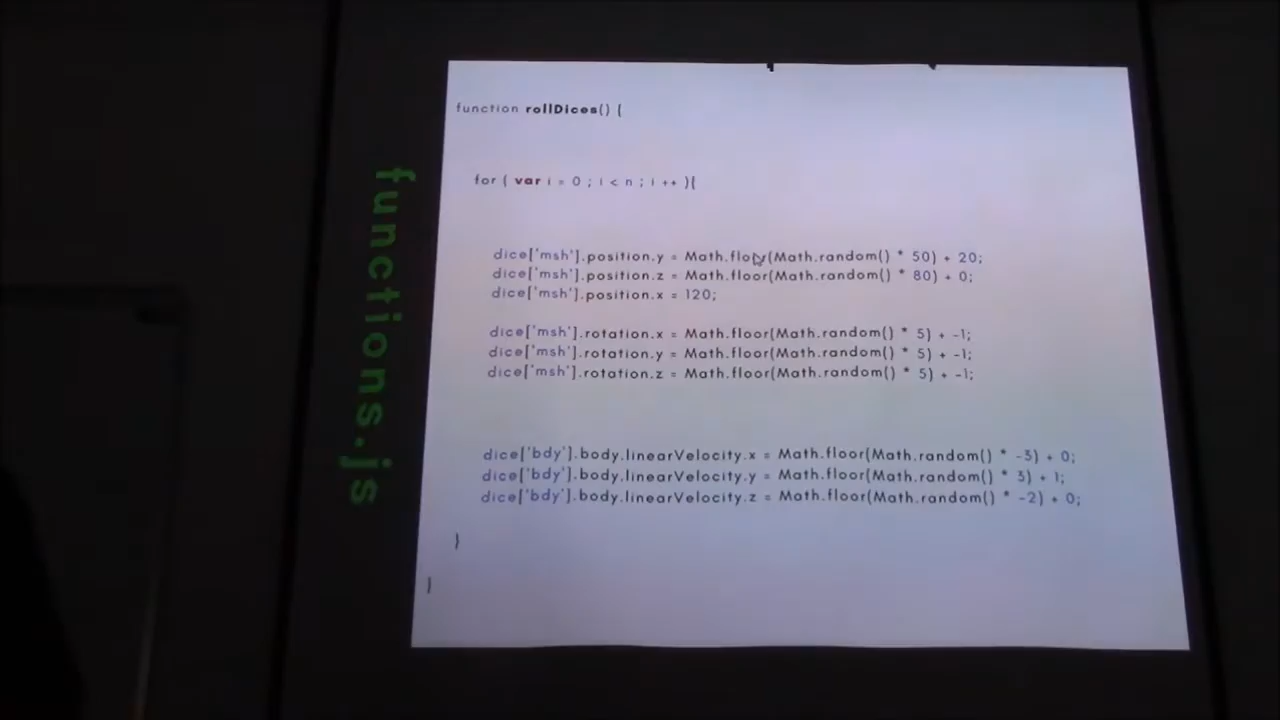 functions.js
function rollDices() {
for ( var i = 0 ; i < n ; i ++ ){
dice['msh'].position.y = Math.floor(Math.random() * 50) + 20;
dice['msh'].position.z = Math.floor(Math.random() * 80) + 0;
dice['msh'].position.x = 120;
dice['msh'].rotation.x = Math.floor(Math.random() * 5) + -1;
dice['msh'].rotation.y = Math.floor(Math.random() * 5) + -1;
dice['msh'].rotation.z = Math.floor(Math.random() * 5) + -1;
dice['bdy'].body.linearVelocity.x = Math.floor(Math.random() * -3) + 0;
dice['bdy'].body.linearVelocity.y = Math.floor(Math.random() * 3) + 1;
dice['bdy'].body.linearVelocity.z = Math.floor(Math.random() * -2) + 0;
}
}